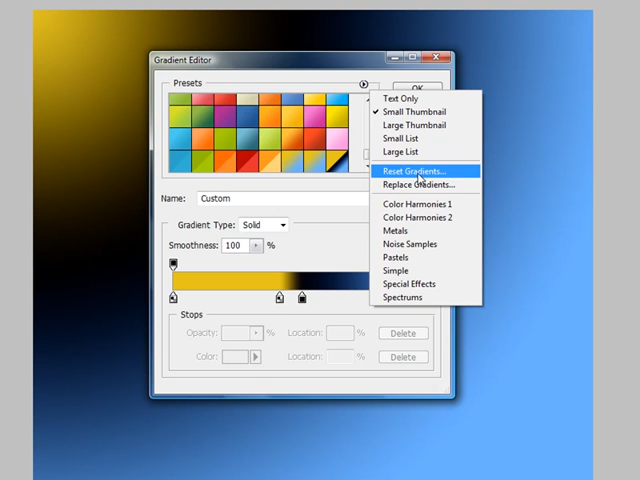 Gradient Editor
Presets
OK
Text Only
Small Thumbnail
Large Thumbnail
Small List
Large List
Reset Gradients...
Replace Gradients...
Color Harmonies 1
Color Harmonies 2
Metals
Noise Samples
Pastels
Simple
Special Effects
Spectrums
Name: Custom
Gradient Type: Solid
Smoothness: 100 %
Stops
Opacity: % Location: % Delete
Color: Location: % Delete